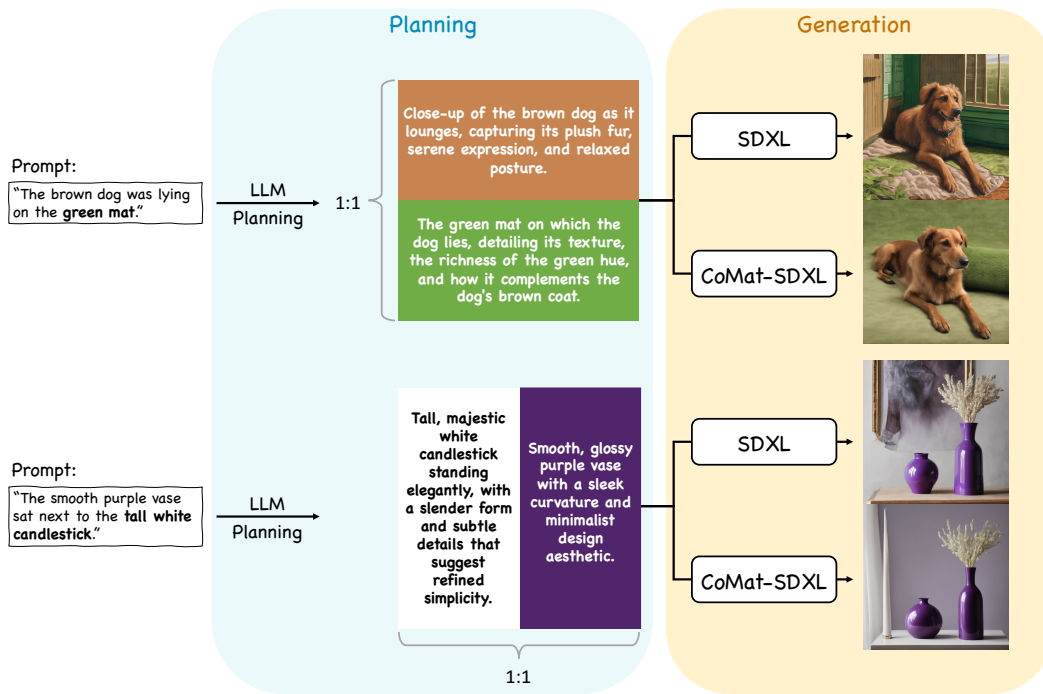 Planning
Generation
Prompt:
"The brown dog was lying
on the green mat."
LLM
Planning
1:1
Close-up of the brown dog as it
lounges, capturing its plush fur,
serene expression, and relaxed
posture.
The green mat on which the
dog lies, detailing its texture,
the richness of the green hue,
and how it complements the
dog's brown coat.
SDXL
CoMat-SDXL
Prompt:
"The smooth purple vase
sat next to the tall white
candlestick."
LLM
Planning
Tall, majestic
white
candlestick
standing
elegantly, with
a slender form
and subtle
details that
suggest
refined
simplicity.
Smooth, glossy
purple vase
with a sleek
curvature and
minimalist
design
aesthetic.
1:1
SDXL
CoMat-SDXL